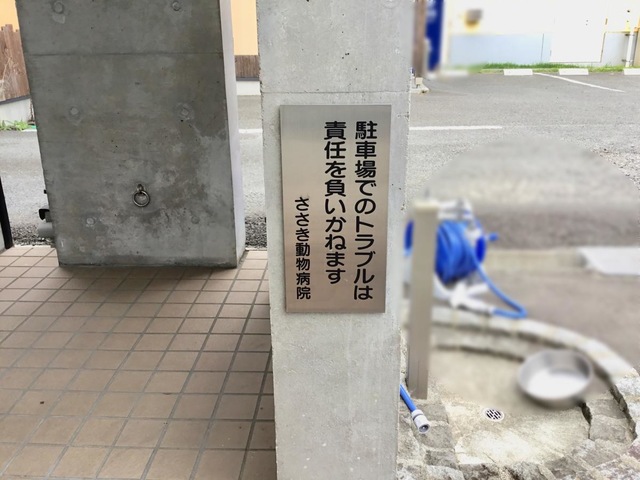 駐車場でのトラブルは
責任を負いかねます
ささき動物病院